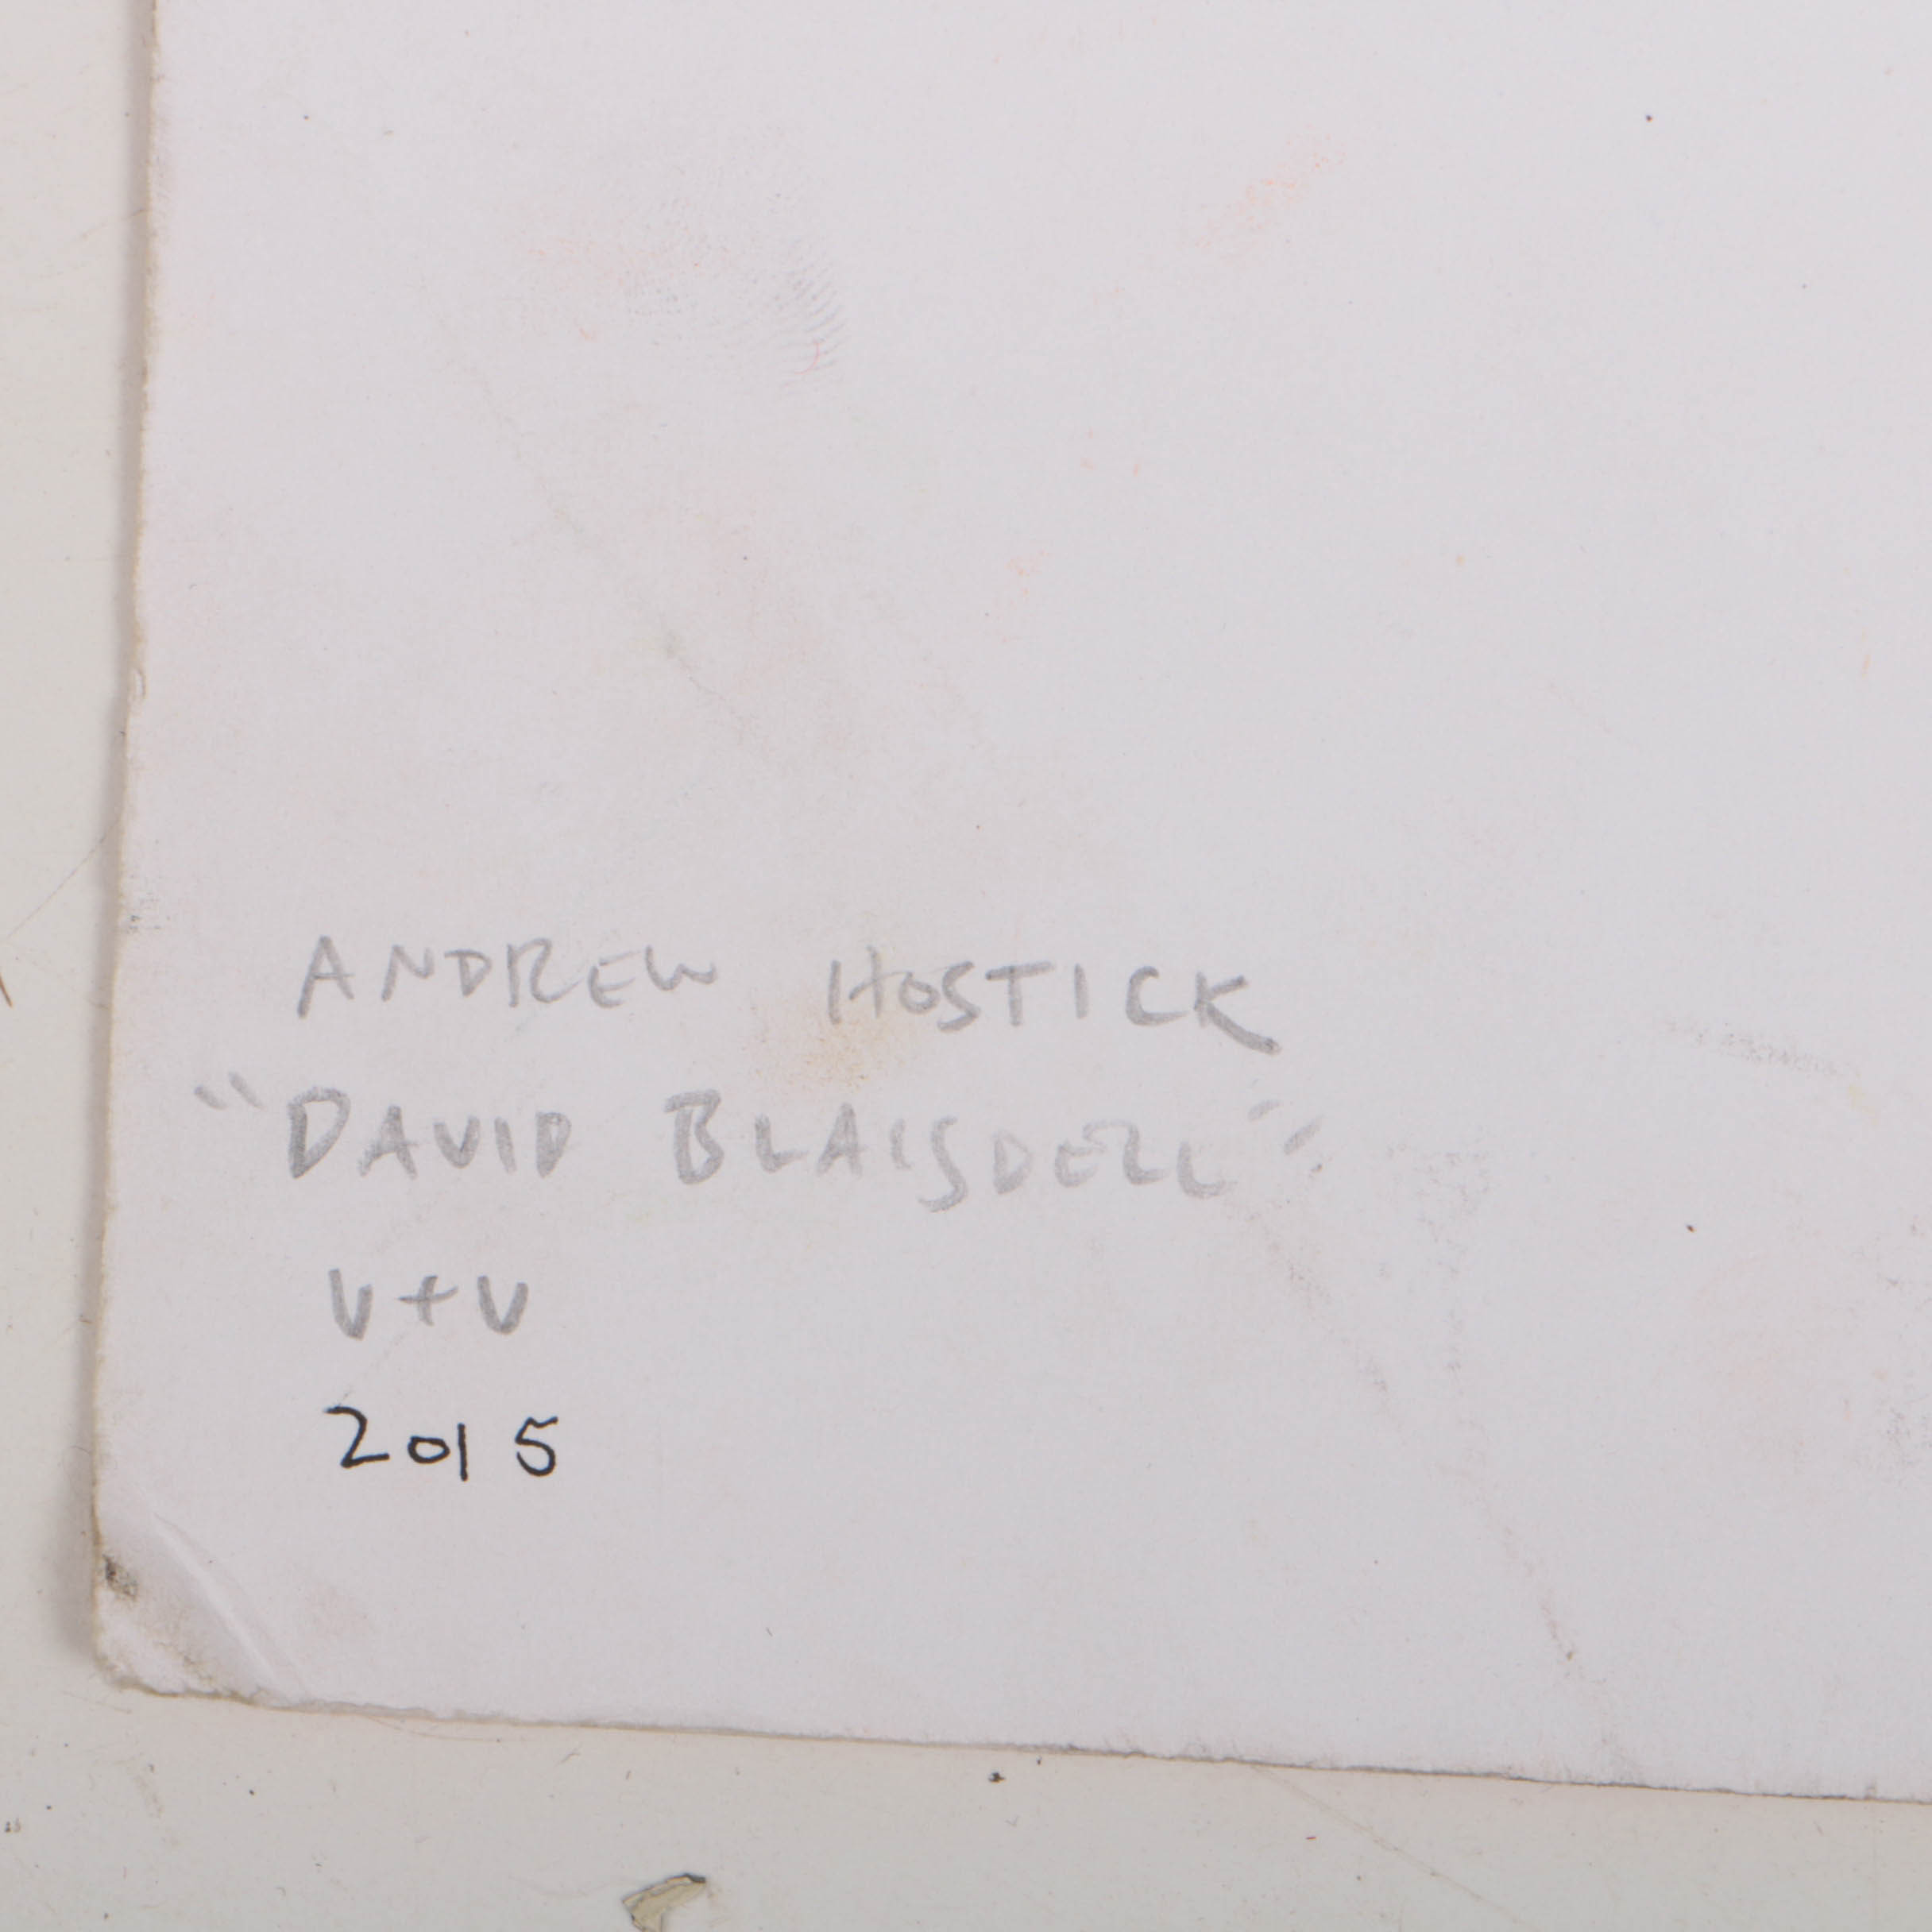 ANDREW HOSTICK
"DAVID BLAISDELL"
V+V
2015